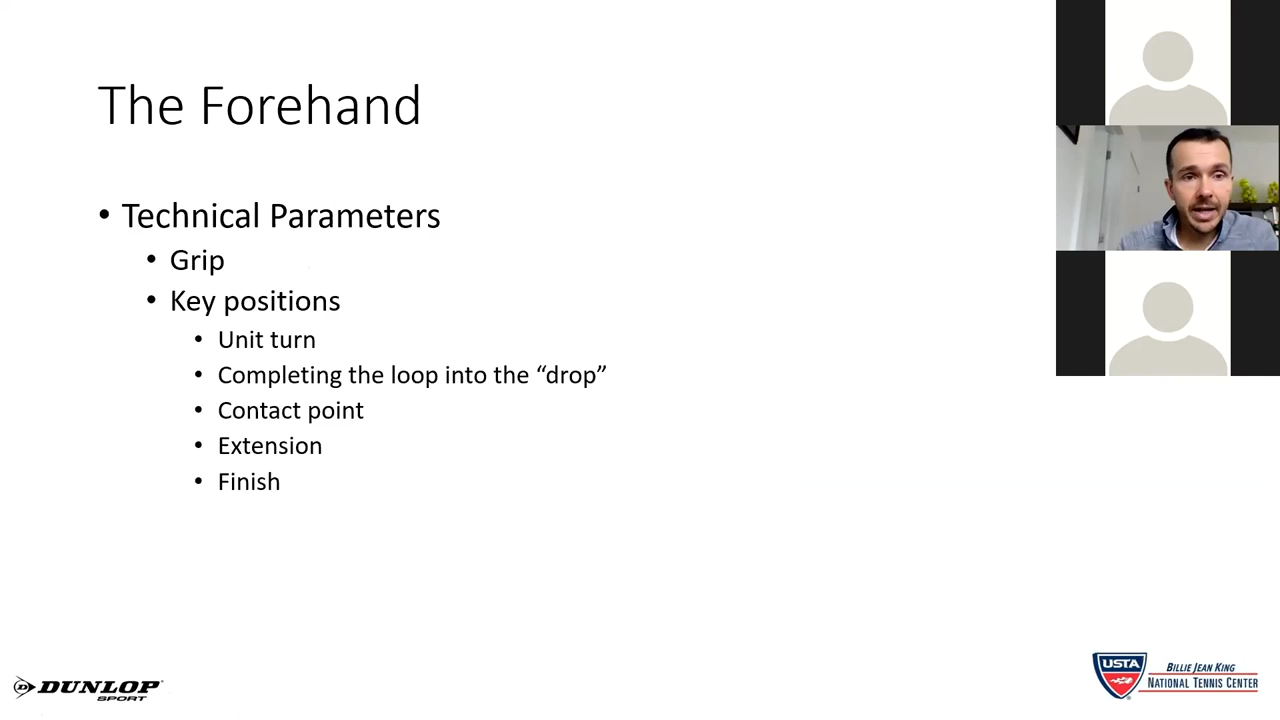 The Forehand
• Technical Parameters
• Grip
• Key positions
• Unit turn
• Completing the loop into the “drop”
• Contact point
• Extension
• Finish
D DUNLOP
SPORT
USTA
BILLIE JEAN KING
NATIONAL TENNIS CENTER